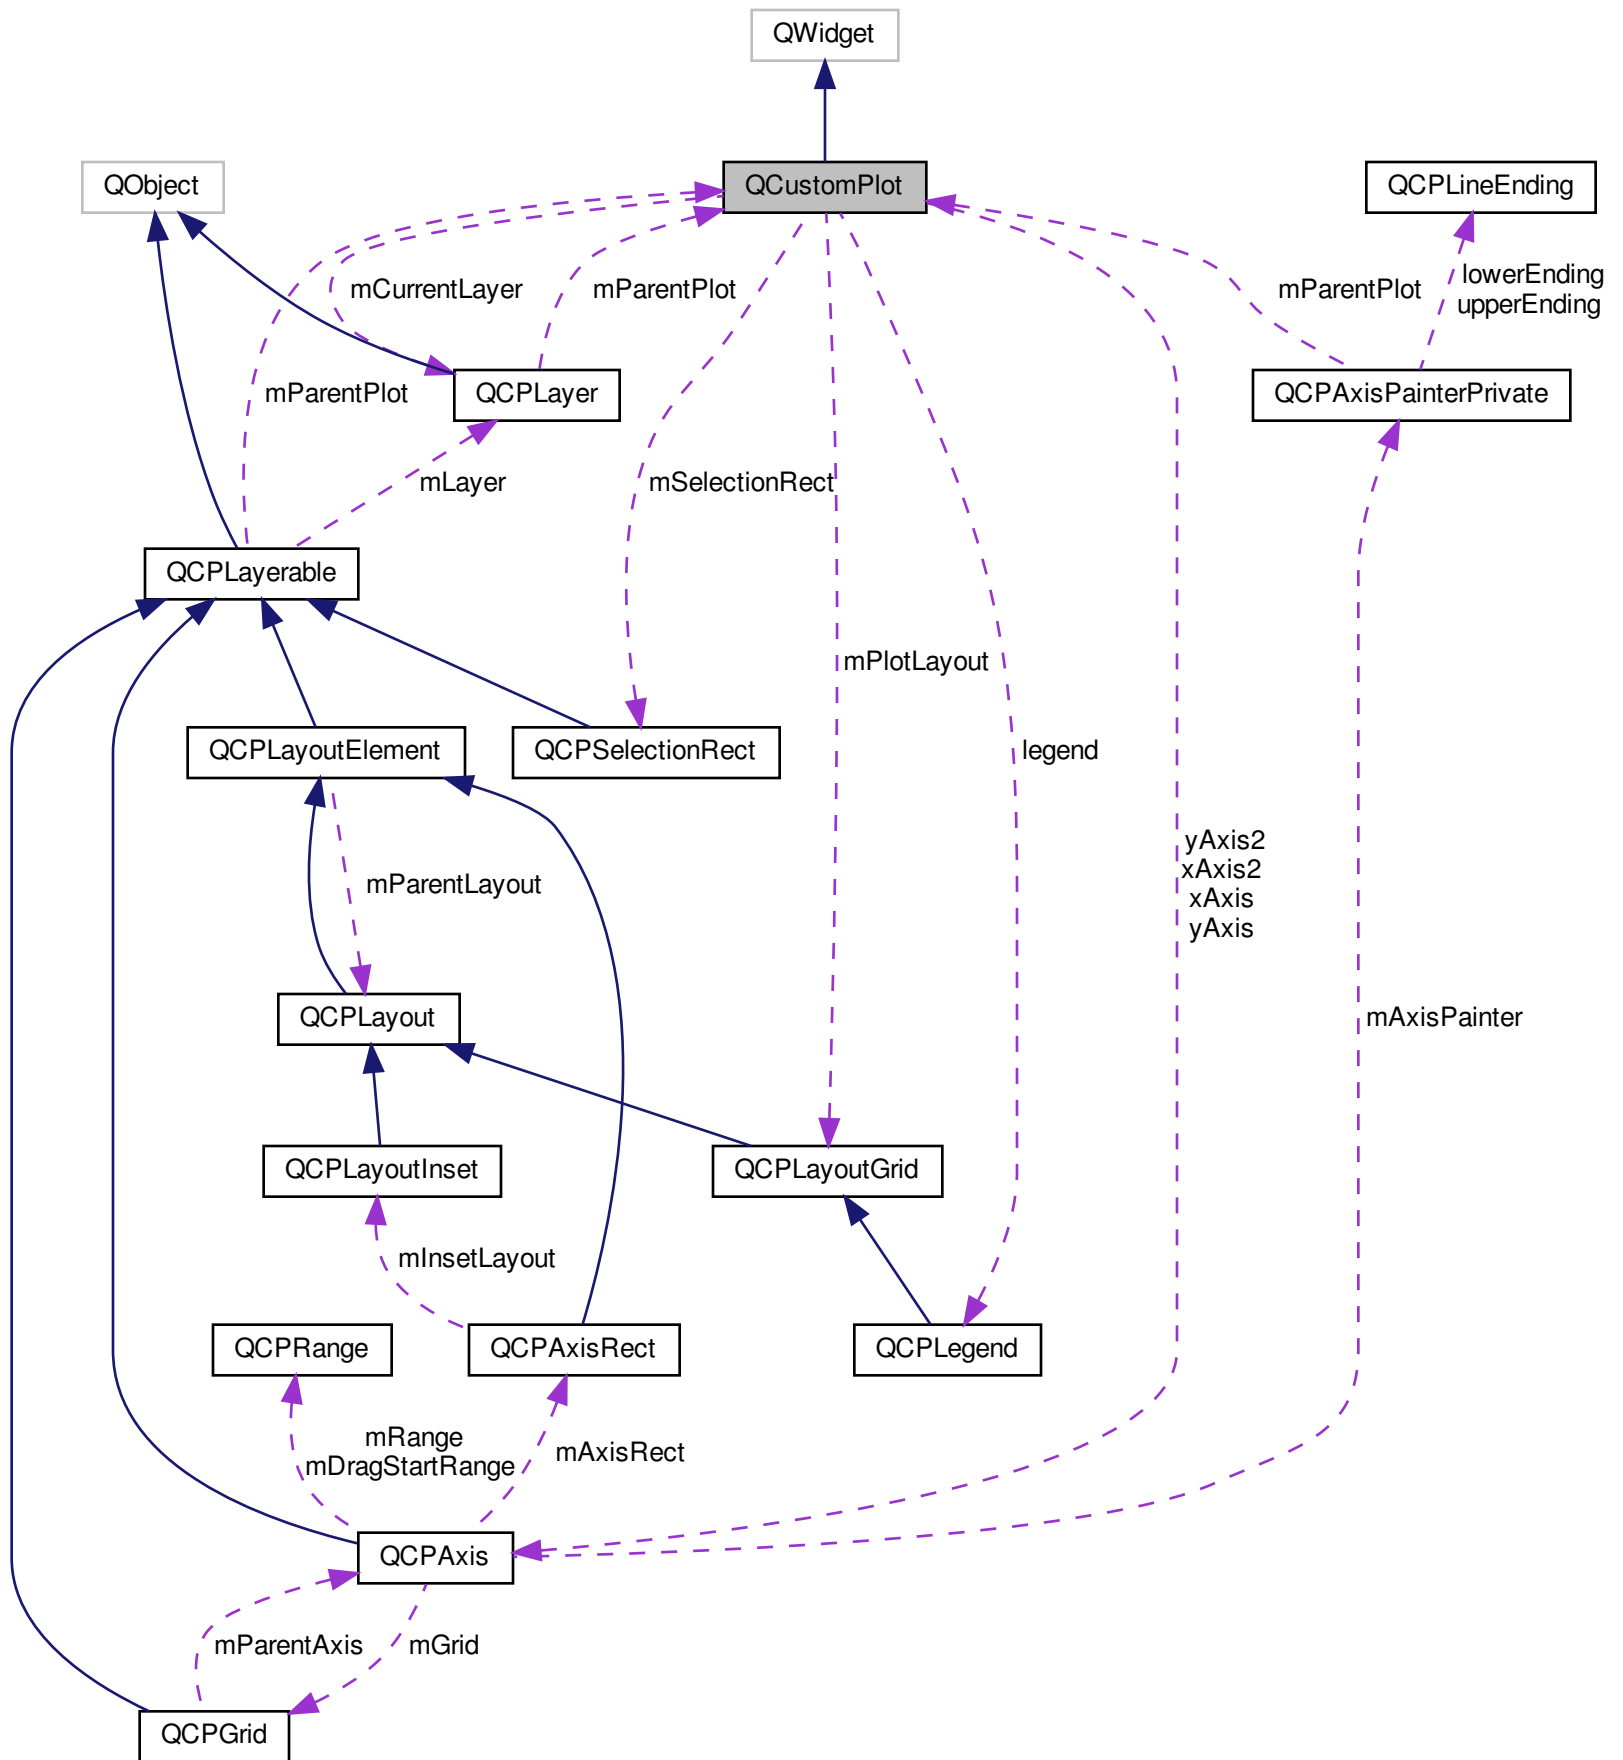 QWidget
QObject
QCustomPlot
QCPLineEnding
mCurrentLayer
mParentPlot
mParentPlot
lowerEnding
upperEnding
mParentPlot
QCPLayer
QCPAxisPainterPrivate
mLayer
mSelectionRect
QCPLayerable
mPlotLayout
QCPLayoutElement
QCPSelectionRect
legend
yAxis2
xAxis2
xAxis
yAxis
mParentLayout
QCPLayout
mAxisPainter
QCPLayoutInset
QCPLayoutGrid
mInsetLayout
QCPRange
QCPAxisRect
QCPLegend
mRange
mDragStartRange
mAxisRect
QCPAxis
mParentAxis
mGrid
QCPGrid